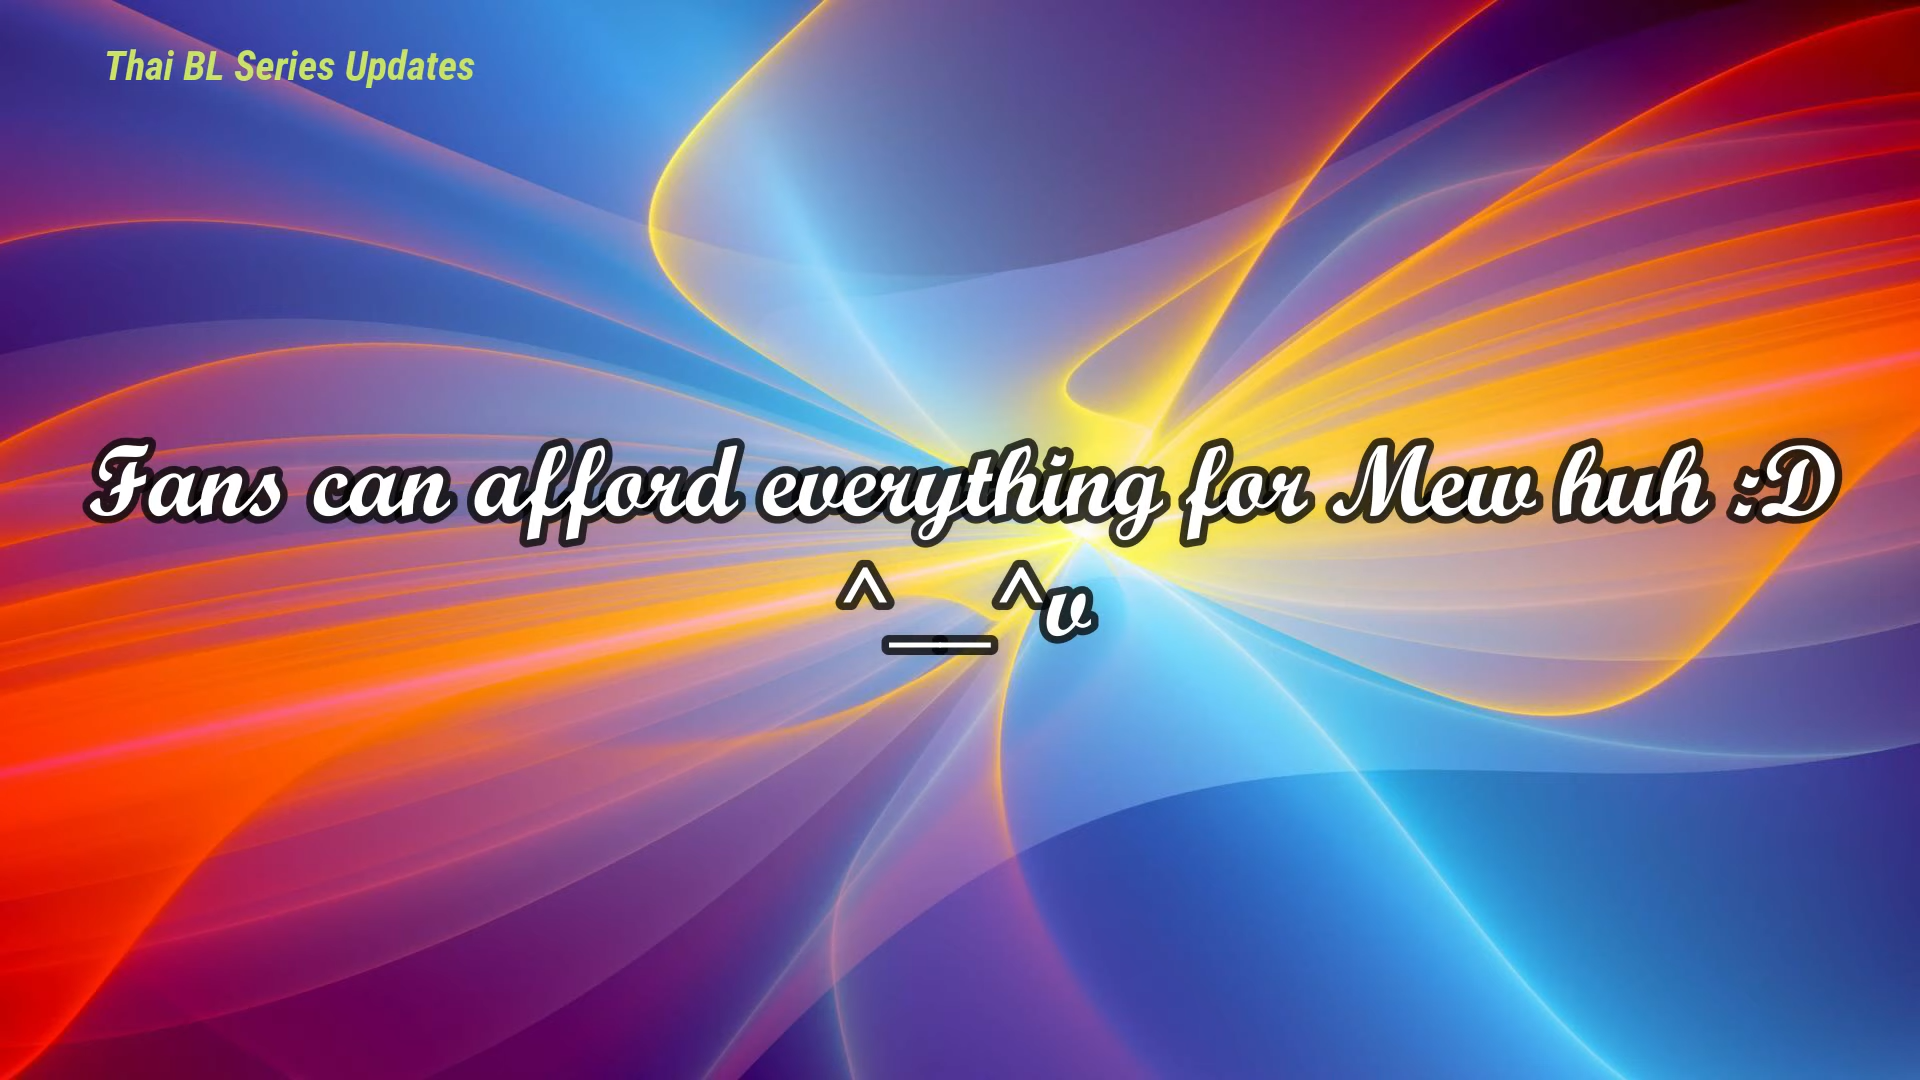 Thai BL Series Updates
Fans can afford everything for Mew huh :D
^__^v